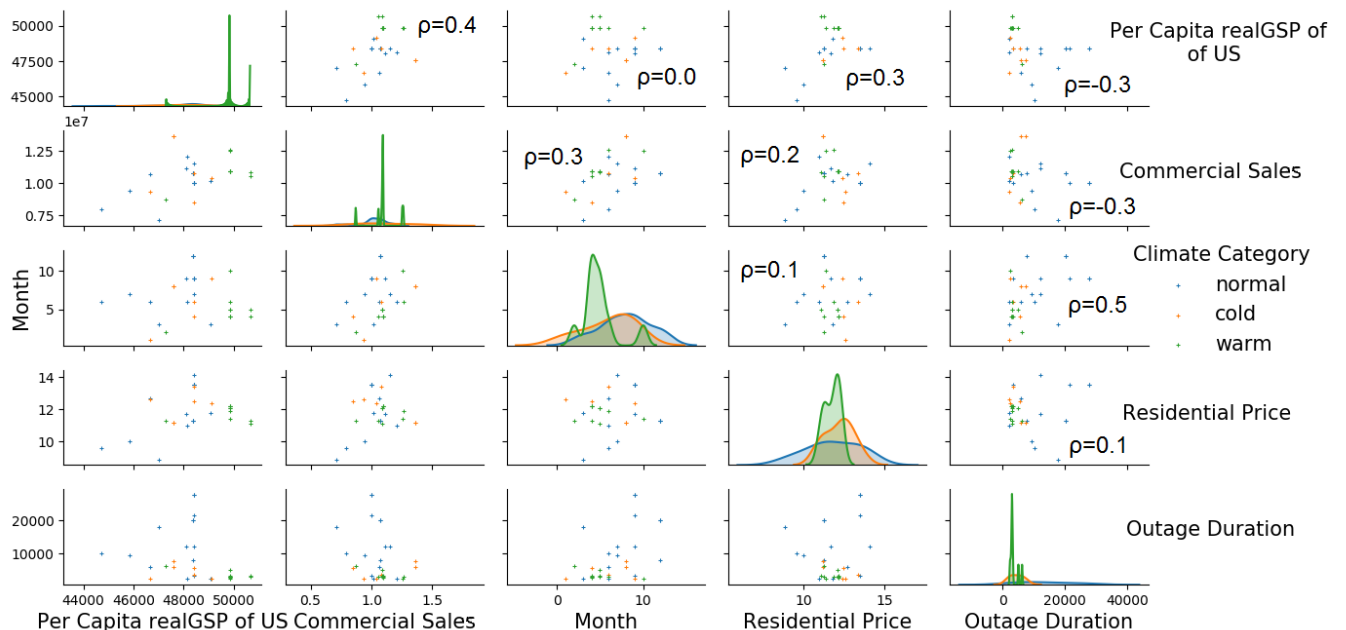 50000
47500
45000
ρ=0.4
ρ=0.0
ρ=0.3
ρ=-0.3
Per Capita realGSP of
of US
1e7
1.25
1.00
0.75
ρ=0.3
ρ=0.2
ρ=-0.3
Commercial Sales
Month
10
5
ρ=0.1
ρ=0.5
Climate Category
normal
cold
warm
14
12
10
ρ=0.1
Residential Price
20000
10000
Outage Duration
44000 46000 48000 50000
0.5 1.0 1.5
0 10
10 15
0 20000 40000
Per Capita realGSP of US
Commercial Sales
Month
Residential Price
Outage Duration